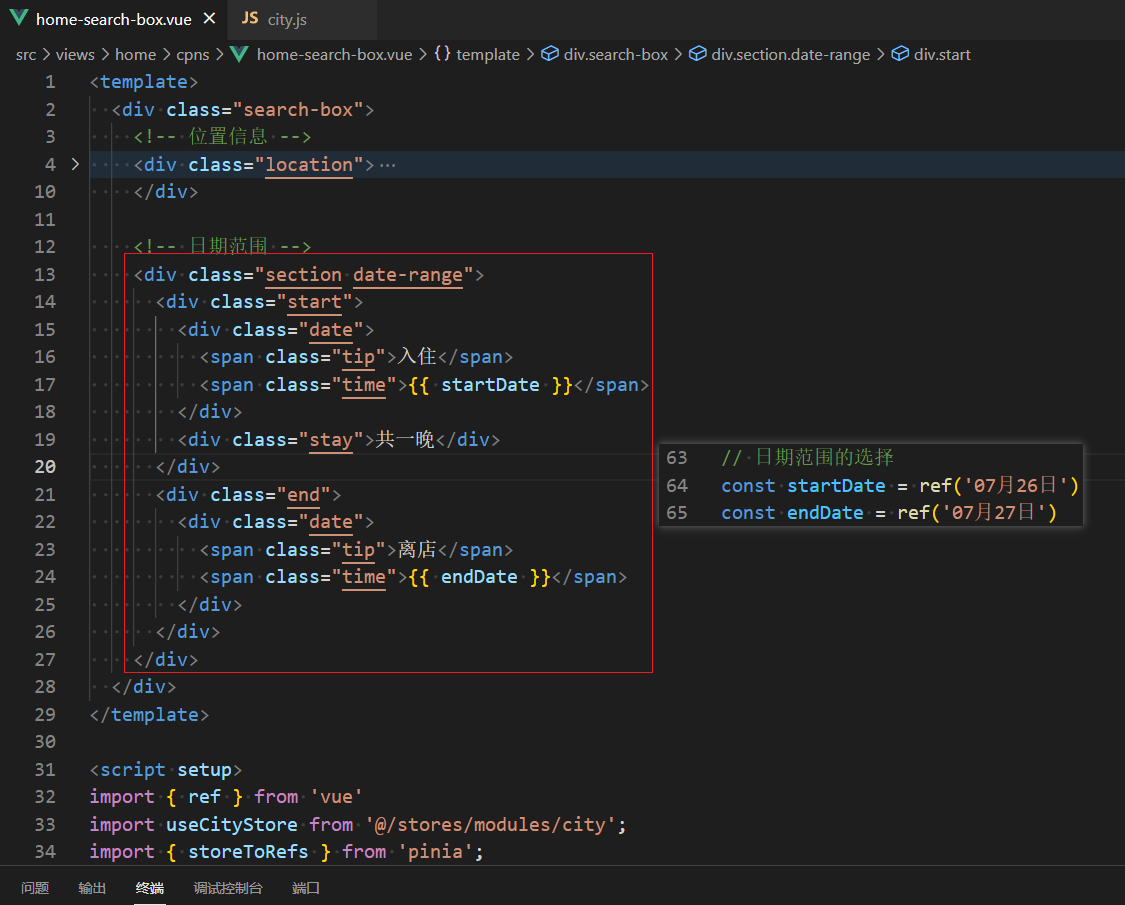 home-search-box.vue × JS city.js
src > views > home > cpns > home-search-box.vue > {} template > div.search-box > div.section.date-range > div.start
1 <template>
2 <div class="search-box">
3 <!-- 位置信息 -->
4 > <div class="location"> ···
10 </div>
11
12 <!-- 日期范围 -->
13 <div class="section date-range">
14 <div class="start">
15 <div class="date">
16 <span class="tip">入住</span>
17 <span class="time">{{ startDate }}</span>
18 </div>
19 <div class="stay">共一晚</div>
20 </div>
21 <div class="end">
22 <div class="date">
23 <span class="tip">离店</span>
24 <span class="time">{{ endDate }}</span>
25 </div>
26 </div>
27 </div>
28 </div>
29 </template>
30
31 <script setup>
32 import { ref } from 'vue'
33 import useCityStore from '@/stores/modules/city';
34 import { storeToRefs } from 'pinia';
63 // 日期范围的选择
64 const startDate = ref('07月26日')
65 const endDate = ref('07月27日')
问题 输出 终端 调试控制台 端口